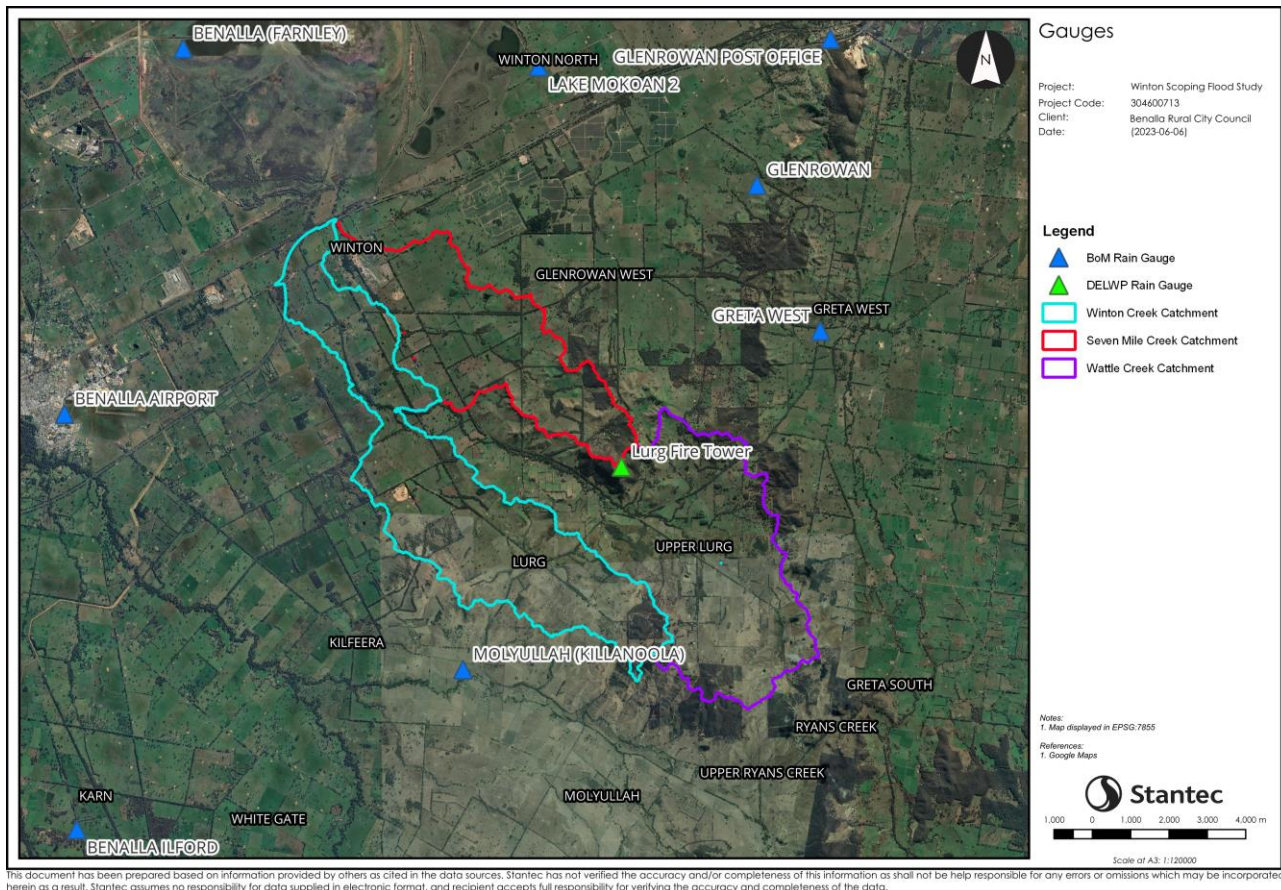 BENALLA (FARNLEY)
WINTON NORTH
GLENROWAN POST OFFICE
LAKE MOKOAN 2
N
GLENROWAN
WINTON
GLENROWAN WEST
GRETA WEST
GRETA WEST
BENALLA AIRPORT
Lurg Fire Tower
LURG
UPPER LURG
KILFEERA
MOLYULLAH (KILLANOOLA)
GRETA SOUTH
RYANS CREEK
UPPER RYANS CREEK
KARN
MOLYULLAH
WHITE GATE
BENALLA ILFORD
Gauges
Project: Winton Scoping Flood Study
Project Code: 304600713
Client: Benalla Rural City Council
Date: (2023-06-06)
Legend
BoM Rain Gauge
DELWP Rain Gauge
Winton Creek Catchment
Seven Mile Creek Catchment
Wattle Creek Catchment
Notes:
1. Map displayed in EPSG:7855
References:
1. Google Maps
Stantec
1,000 0 1,000 2,000 3,000 4,000 m
Scale at A3: 1:120000
This document has been prepared based on information provided by others as cited in the data sources. Stantec has not verified the accuracy and/or completeness of this information as shall not be help responsible for any errors or omissions which may be incorporated
herein as a result. Stantec assumes no responsibility for data supplied in electronic format, and recipient accepts full responsibility for verifying the accuracy and completeness of the data.